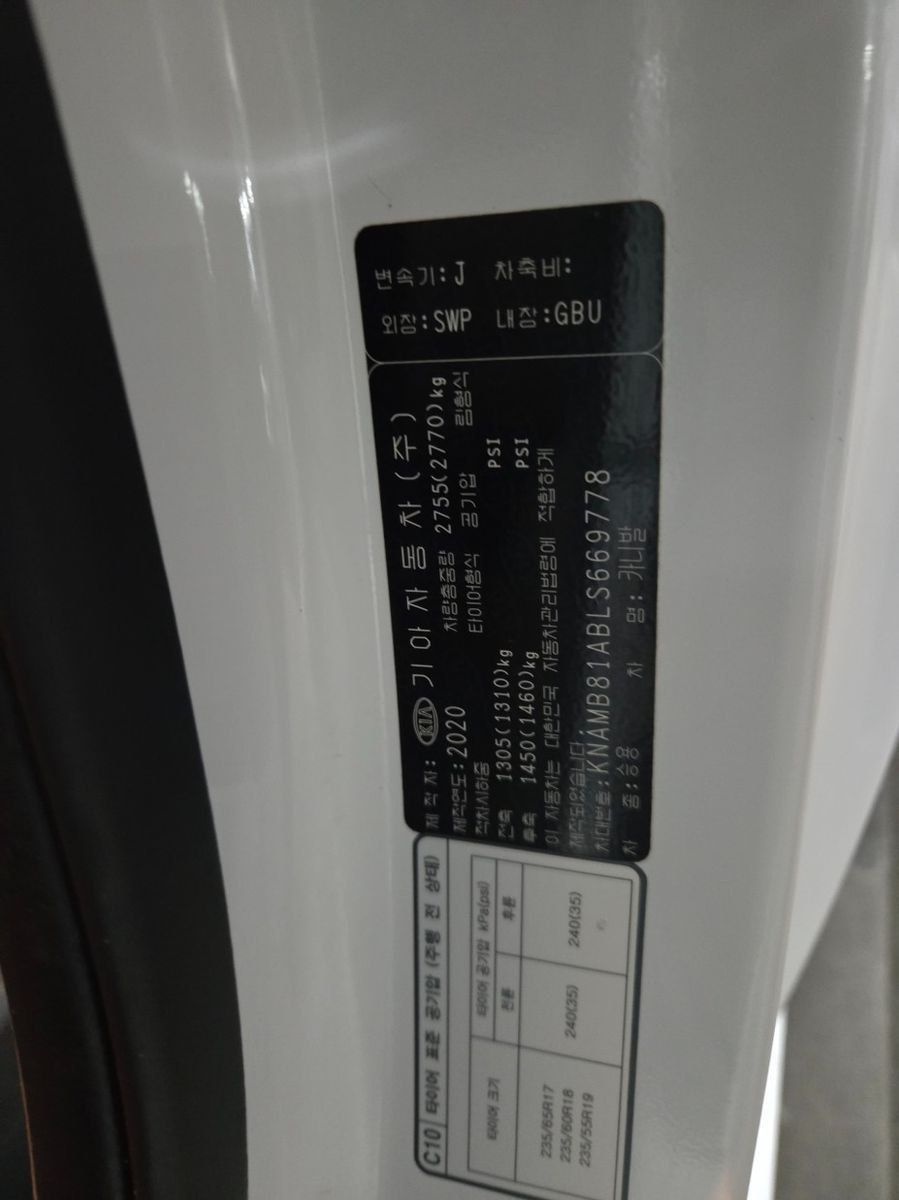 변속기:J 차축비:
외장:SWP 내장:GBU
제 작 자: KIA 기아자동차(주)
제작연도:2020 차량총중량 2755(2770)kg
적차시하중 타이어형식 공기압 림형식
전축 1305(1310)kg PSI
후축 1450(1460)kg PSI
이 자동차는 대한민국 자동차관리법령에 적합하게
제작되었습니다
차대번호:KNAMB81ABLS669778
차 종:승용 차 명:카니발
C10 타이어 표준 공기압 (주행 전 상태)
타이어 크기 타이어 공기압 kPa(psi)
전륜 후륜
235/65R17
235/60R18 240(35) 240(35)
235/55R19